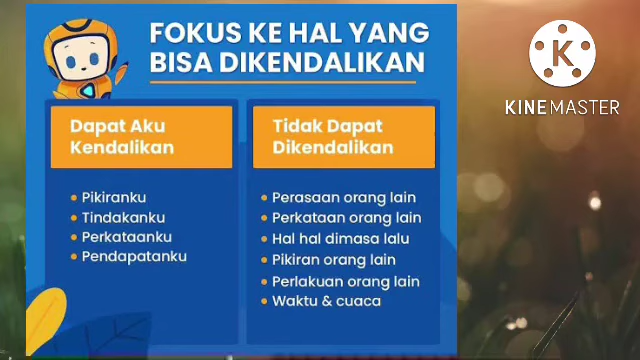 FOKUS KE HAL YANG
BISA DIKENDALIKAN
Dapat Aku
Kendalikan
• Pikiranku
• Tindakanku
• Perkataanku
• Pendapatanku
Tidak Dapat
Dikendalikan
• Perasaan orang lain
• Perkataan orang lain
• Hal hal dimasa lalu
• Pikiran orang lain
• Perlakuan orang lain
• Waktu & cuaca
K
KINEMASTER